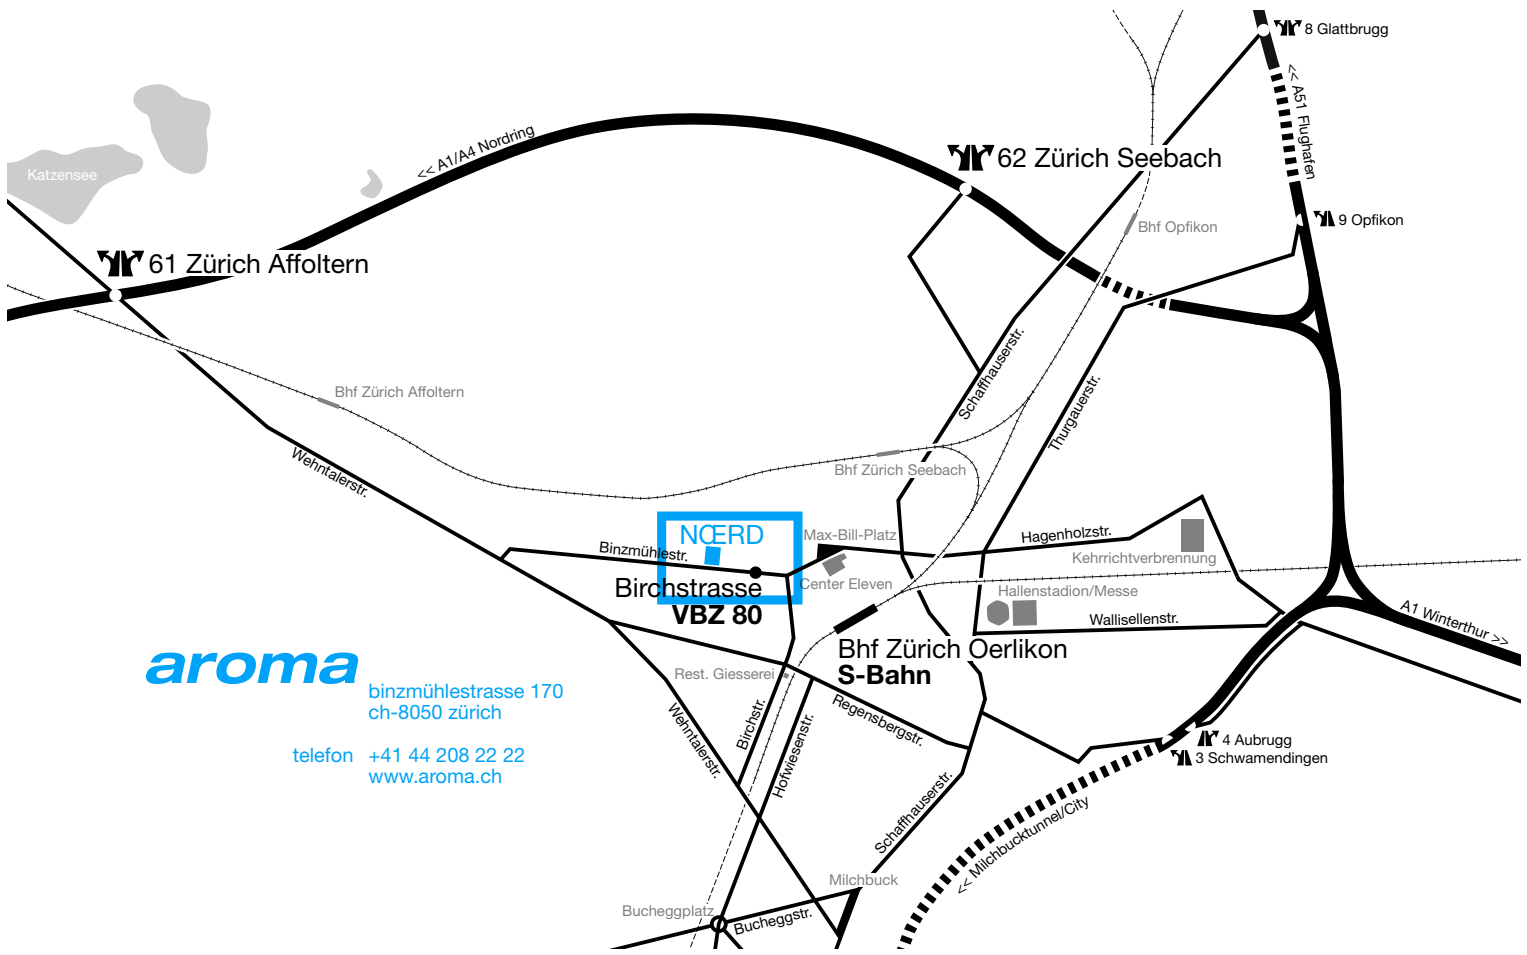 8 Glattbrugg
<< A51 Flughafen
<< A1/A4 Nordring
62 Zürich Seebach
Katzensee
9 Opfikon
Bhf Opfikon
61 Zürich Affoltern
Schaffhauserstr.
Thurgauerstr.
Bhf Zürich Affoltern
Wehntalerstr.
Bhf Zürich Seebach
NŒRD
Max-Bill-Platz
Hagenholzstr.
Binzmühlestr.
Kehrrichtverbrennung
Birchstrasse
VBZ 80
Center Eleven
Hallenstadion/Messe
Wallisellenstr.
A1 Winterthur >>
Bhf Zürich Oerlikon
S-Bahn
Rest. Giesserei
aroma
binzmühlestrasse 170
ch-8050 zürich
telefon +41 44 208 22 22
www.aroma.ch
Wehntalerstr.
Birchstr.
Hofwiesenstr.
Regensbergstr.
4 Aubrugg
3 Schwamendingen
Schaffhauserstr.
<< Milchbucktunnel/City
Milchbuck
Bucheggplatz
Bucheggstr.